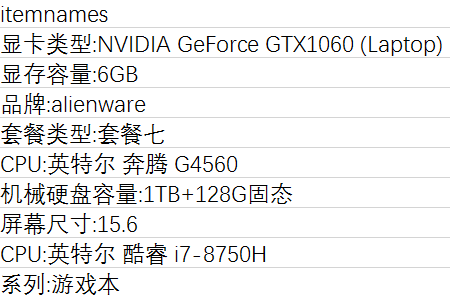 itemnames
显卡类型:NVIDIA GeForce GTX1060 (Laptop)
显存容量:6GB
品牌:alienware
套餐类型:套餐七
CPU:英特尔 奔腾 G4560
机械硬盘容量:1TB+128G固态
屏幕尺寸:15.6
CPU:英特尔 酷睿 i7-8750H
系列:游戏本